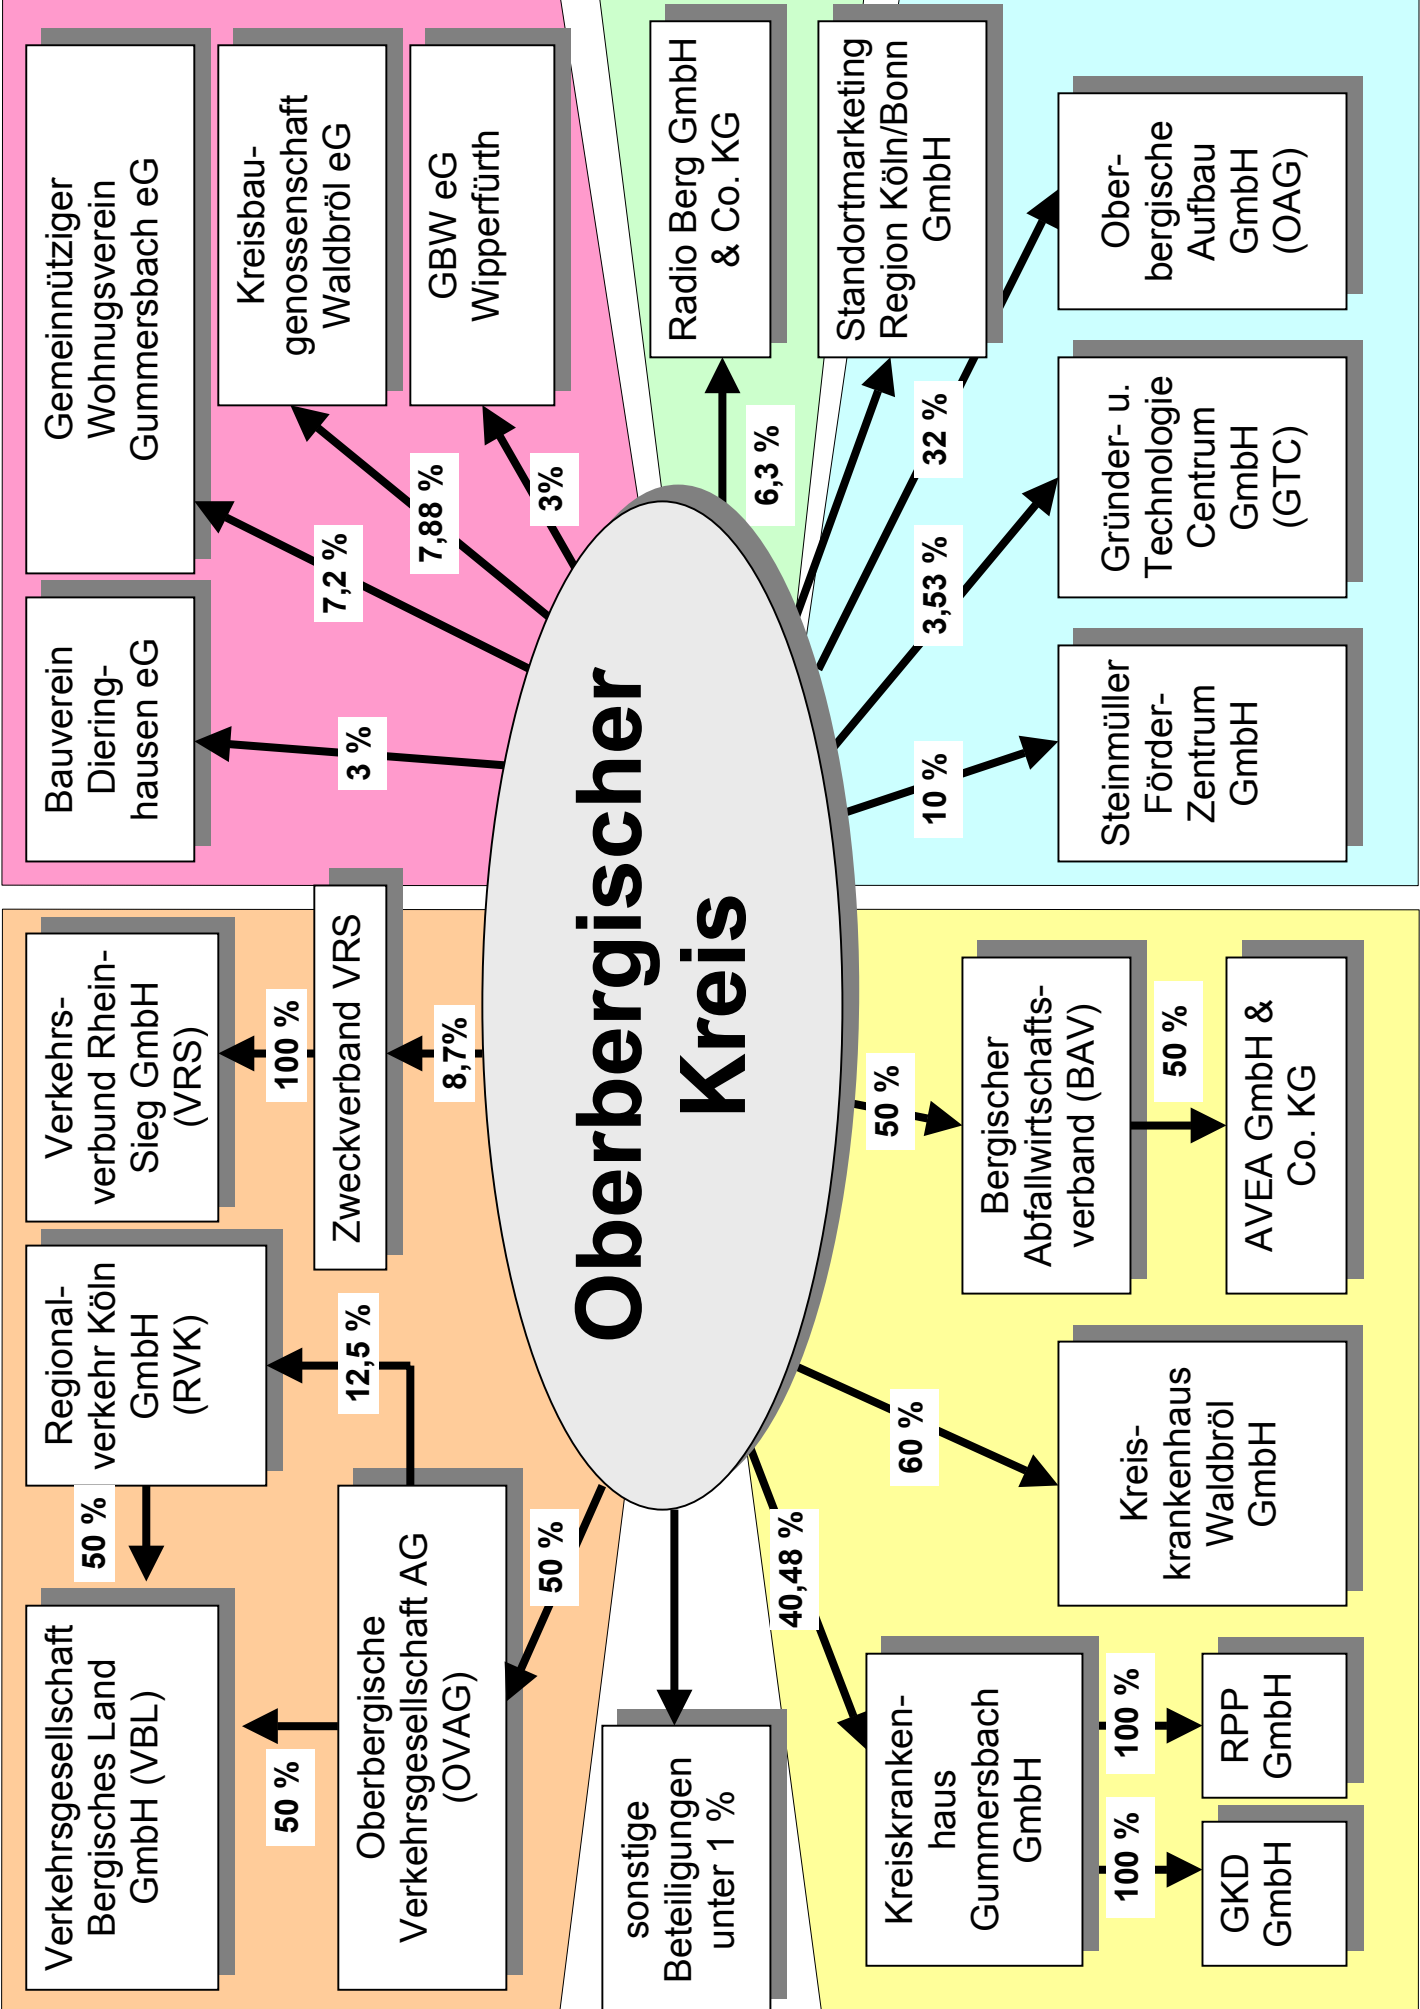 Verkehrsgesellschaft
Bergisches Land
GmbH (VBL)
50 %
Regional-
verkehr Köln
GmbH
(RVK)
Verkehrs-
verbund Rhein-
Sieg GmbH
(VRS)
Bauverein
Diering-
hausen eG
Gemeinnütziger
Wohnugsverein
Gummersbach eG
50 %
12,5 %
100 %
Zweckverband VRS
3 %
7,2 %
Kreisbau-
genossenschaft
Waldbröl eG
Oberbergische
Verkehrsgesellschaft AG
(OVAG)
50 %
8,7%
7,88 %
3%
GBW eG
Wipperfürth
sonstige
Beteiligungen
unter 1 %
Oberbergischer
Kreis
6,3 %
Radio Berg GmbH
& Co. KG
40,48 %
60 %
50 %
10 %
3,53 %
32 %
Standortmarketing
Region Köln/Bonn
GmbH
Kreiskranken-
haus
Gummersbach
GmbH
Kreis-
krankenhaus
Waldbröl
GmbH
Bergischer
Abfallwirtschafts-
verband (BAV)
50 %
Steinmüller
Förder-
Zentrum
GmbH
Gründer- u.
Technologie
Centrum
GmbH
(GTC)
Ober-
bergische
Aufbau
GmbH
(OAG)
100 %
100 %
GKD
GmbH
RPP
GmbH
AVEA GmbH &
Co. KG